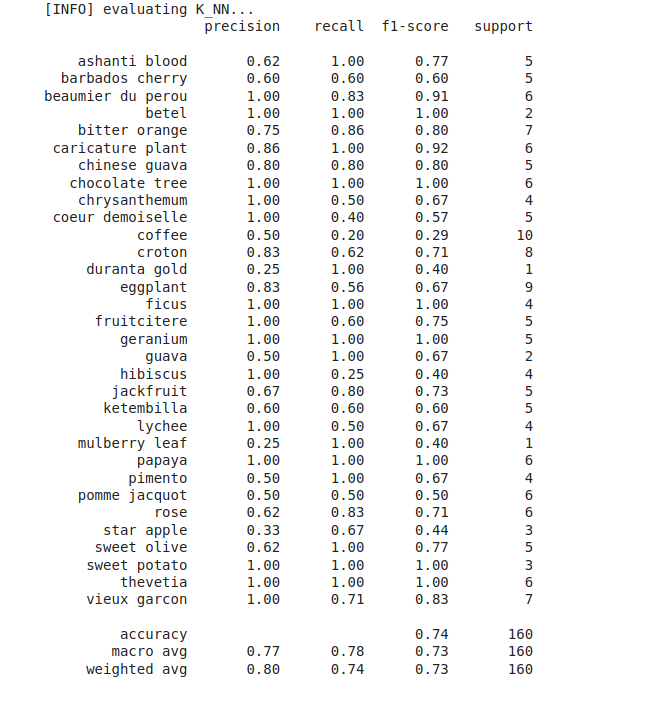 [INFO] evaluating K_NN...
precision recall f1-score support
ashanti blood 0.62 1.00 0.77 5
barbados cherry 0.60 0.60 0.60 5
beaumier du perou 1.00 0.83 0.91 6
betel 1.00 1.00 1.00 2
bitter orange 0.75 0.86 0.80 7
caricature plant 0.86 1.00 0.92 6
chinese guava 0.80 0.80 0.80 5
chocolate tree 1.00 1.00 1.00 6
chrysanthemum 1.00 0.50 0.67 4
coeur demoiselle 1.00 0.40 0.57 5
coffee 0.50 0.20 0.29 10
croton 0.83 0.62 0.71 8
duranta gold 0.25 1.00 0.40 1
eggplant 0.83 0.56 0.67 9
ficus 1.00 1.00 1.00 4
fruitcitere 1.00 0.60 0.75 5
geranium 1.00 1.00 1.00 5
guava 0.50 1.00 0.67 2
hibiscus 1.00 0.25 0.40 4
jackfruit 0.67 0.80 0.73 5
ketembilla 0.60 0.60 0.60 5
lychee 1.00 0.50 0.67 4
mulberry leaf 0.25 1.00 0.40 1
papaya 1.00 1.00 1.00 6
pimento 0.50 1.00 0.67 4
pomme jacquot 0.50 0.50 0.50 6
rose 0.62 0.83 0.71 6
star apple 0.33 0.67 0.44 3
sweet olive 0.62 1.00 0.77 5
sweet potato 1.00 1.00 1.00 3
thevetia 1.00 1.00 1.00 6
vieux garcon 1.00 0.71 0.83 7
accuracy 0.74 160
macro avg 0.77 0.78 0.73 160
weighted avg 0.80 0.74 0.73 160